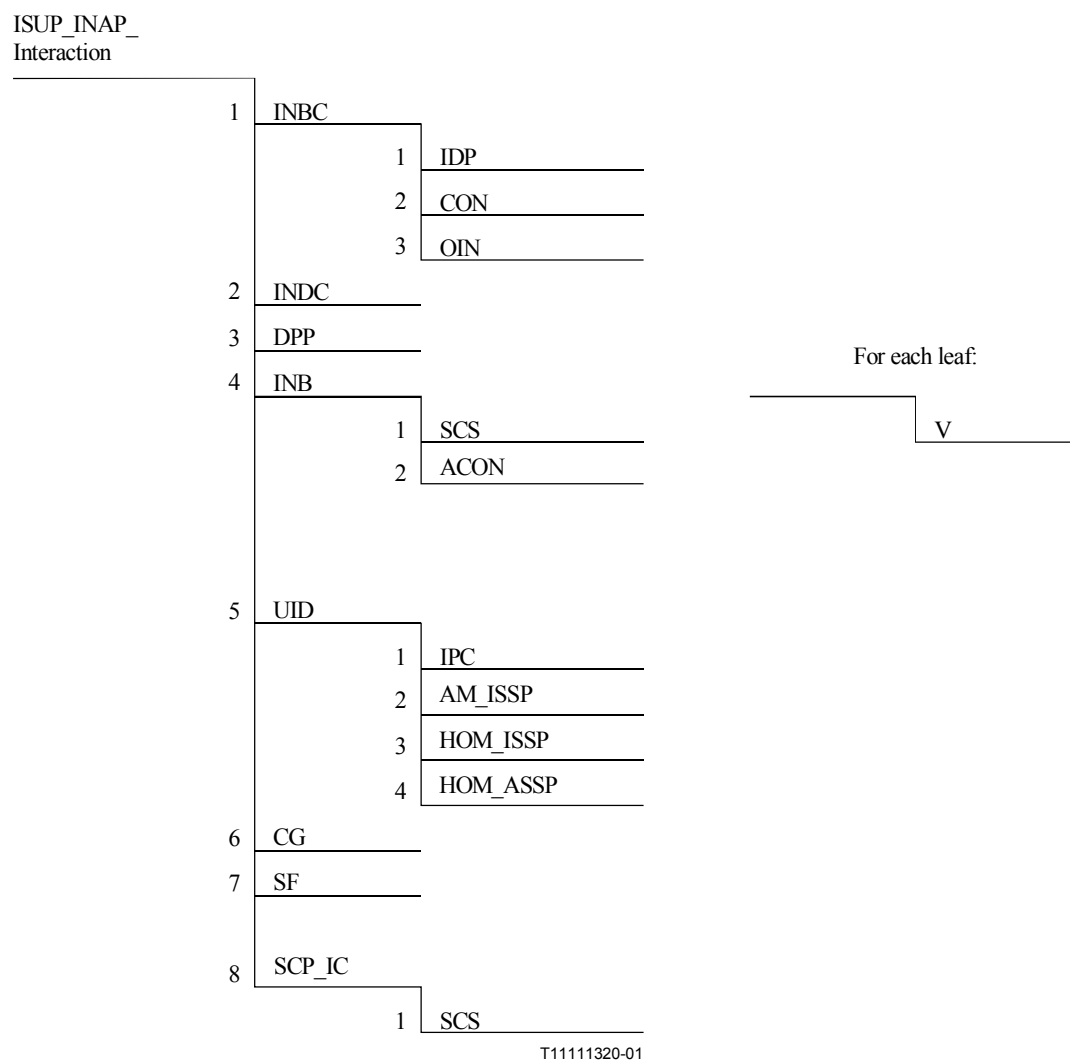 ISUP_INAP_
Interaction
1 INBC
1 IDP
2 CON
3 OIN
2 INDC
3 DPP
4 INB
1 SCS
2 ACON
For each leaf:
V
5 UID
1 IPC
2 AM_ISSP
3 HOM_ISSP
4 HOM_ASSP
6 CG
7 SF
8 SCP_IC
1 SCS
T11111320-01